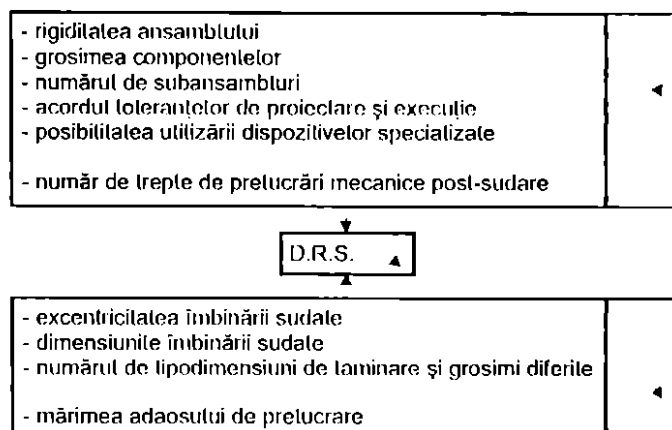 - rigiditatea ansamblului
- grosimea componentelor
- numărul de subansambluri
- acordul toleranțelor de proiectare și execuție
- posibilitatea utilizării dispozitivelor specializate
- număr de trepte de prelucrări mecanice post-sudare
D.R.S.
- excentricitatea îmbinării sudate
- dimensiunile îmbinării sudate
- numărul de tipodimensiuni de laminare și grosimi diferite
- mărimea adaosului de prelucrare